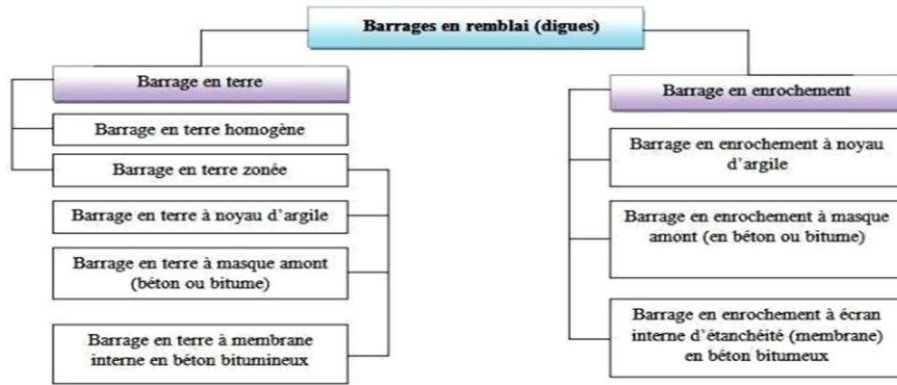 Barrages en remblai (digues)
Barrage en terre
Barrage en terre homogène
Barrage en terre zonée
Barrage en terre à noyau d'argile
Barrage en terre à masque amont
(béton ou bitume)
Barrage en terre à membrane
interne en béton bitumineux
Barrage en enrochement
Barrage en enrochement à noyau
d'argile
Barrage en enrochement à masque
amont (en béton ou bitume)
Barrage en enrochement à écran
interne d'étanchéité (membrane)
en béton bitumeux